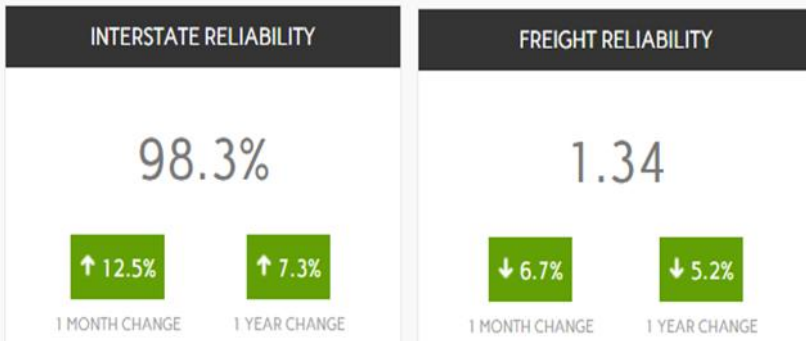 INTERSTATE RELIABILITY
98.3%
↑ 12.5%
↑ 7.3%
1 MONTH CHANGE
1 YEAR CHANGE
FREIGHT RELIABILITY
1.34
↓ 6.7%
↓ 5.2%
1 MONTH CHANGE
1 YEAR CHANGE